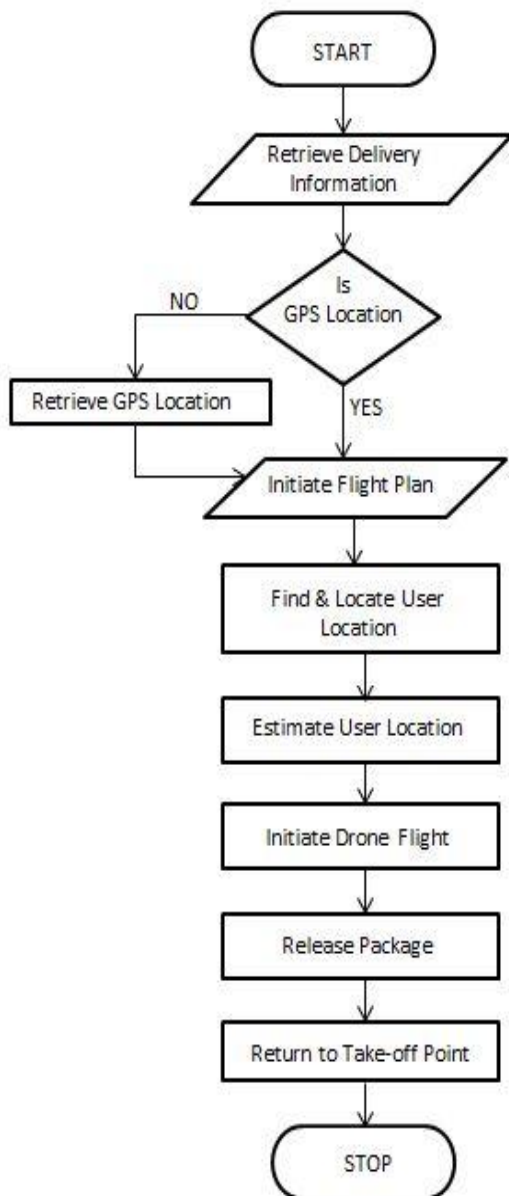 START
Retrieve Delivery
Information
Is
GPS Location
NO
Retrieve GPS Location
YES
Initiate Flight Plan
Find & Locate User
Location
Estimate User Location
Initiate Drone Flight
Release Package
Return to Take-off Point
STOP